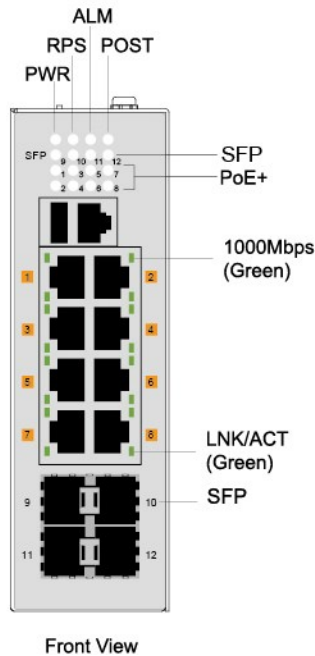 ALM
RPS POST
PWR
SFP 9 10 11 12 SFP
1 3 5 7 PoE+
2 4 6 8
1000Mbps
(Green)
1 2
3 4
5 6
7 8
LNK/ACT
(Green)
9 10 SFP
11 12
Front View